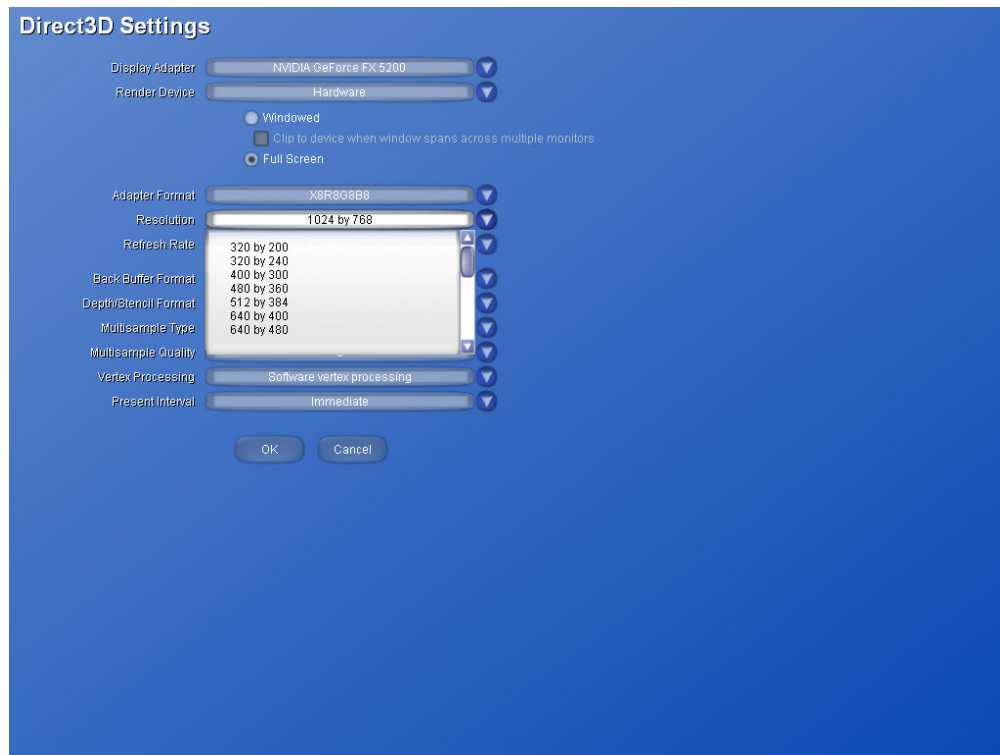 Direct3D Settings
Display Adapter NVIDIA GeForce FX 5200
Render Device Hardware
Windowed
Clip to device when window spans across multiple monitors
Full Screen
Adapter Format X8R8G8B8
Resolution 1024 by 768
Refresh Rate
320 by 200
320 by 240
400 by 300
480 by 360
512 by 384
640 by 400
640 by 480
Back Buffer Format
Depth/Stencil Format
Multisample Type
Multisample Quality
Vertex Processing Software vertex processing
Present Interval Immediate
OK Cancel